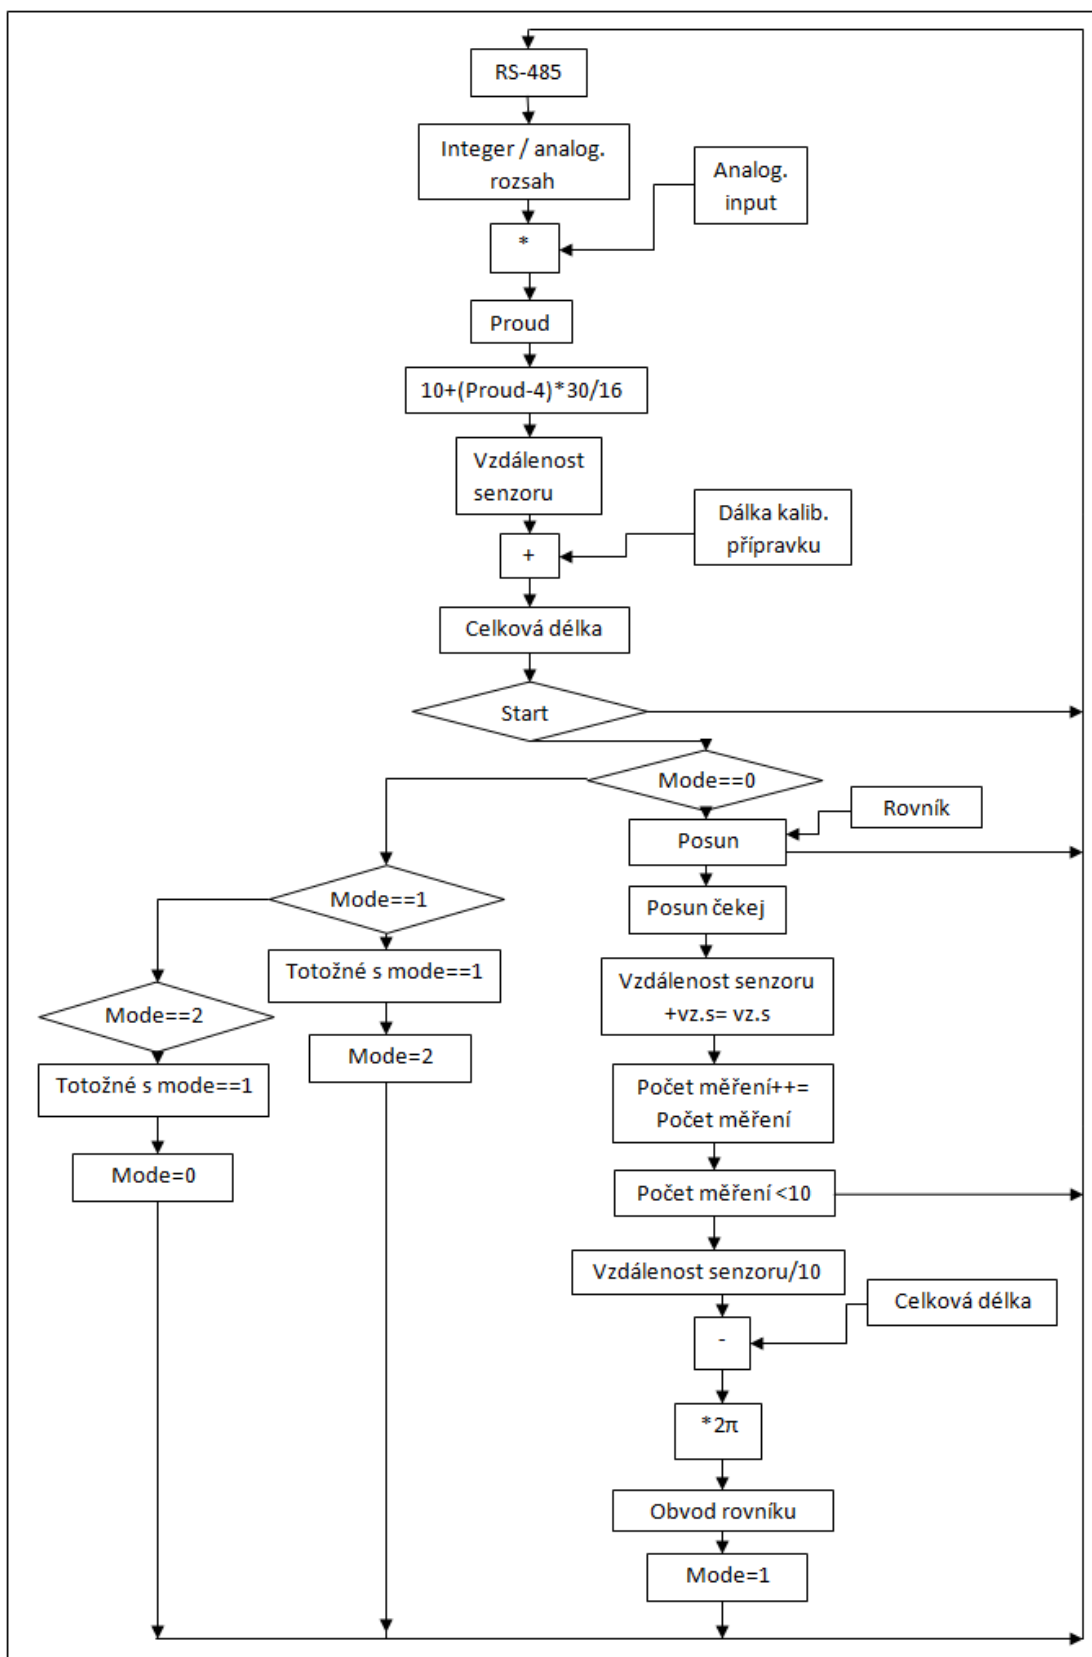 RS-485
Integer / analog.
rozsah
Analog.
input
*
Proud
10+(Proud-4)*30/16
Vzdálenost
senzoru
Dálka kalib.
přípravku
+
Celková délka
Start
Mode==0
Rovník
Posun
Mode==1
Posun čekej
Totožné s mode==1
Vzdálenost senzoru
+vz.s= vz.s
Mode==2
Mode=2
Totožné s mode==1
Počet měření++=
Počet měření
Mode=0
Počet měření <10
Vzdálenost senzoru/10
Celková délka
-
*2π
Obvod rovníku
Mode=1